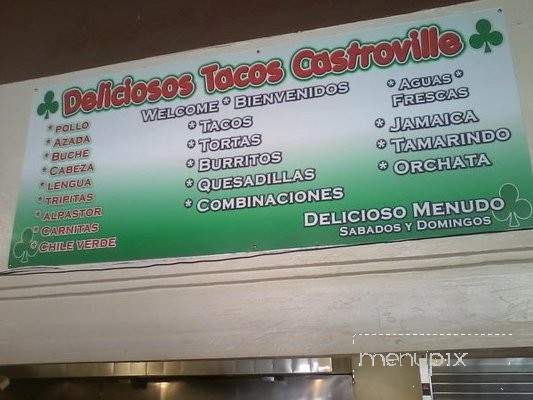 Deliciosos Tacos Castroville
Welcome * Bienvenidos
* Pollo
* Azada
* Buche
* Cabeza
* Lengua
* Tripitas
* Alpastor
* Carnitas
* Chile Verde
* Tacos
* Tortas
* Burritos
* Quesadillas
* Combinaciones
* Aguas *
Frescas
* Jamaica
* Tamarindo
* Orchata
Delicioso Menudo
Sabados y Domingos
menupix